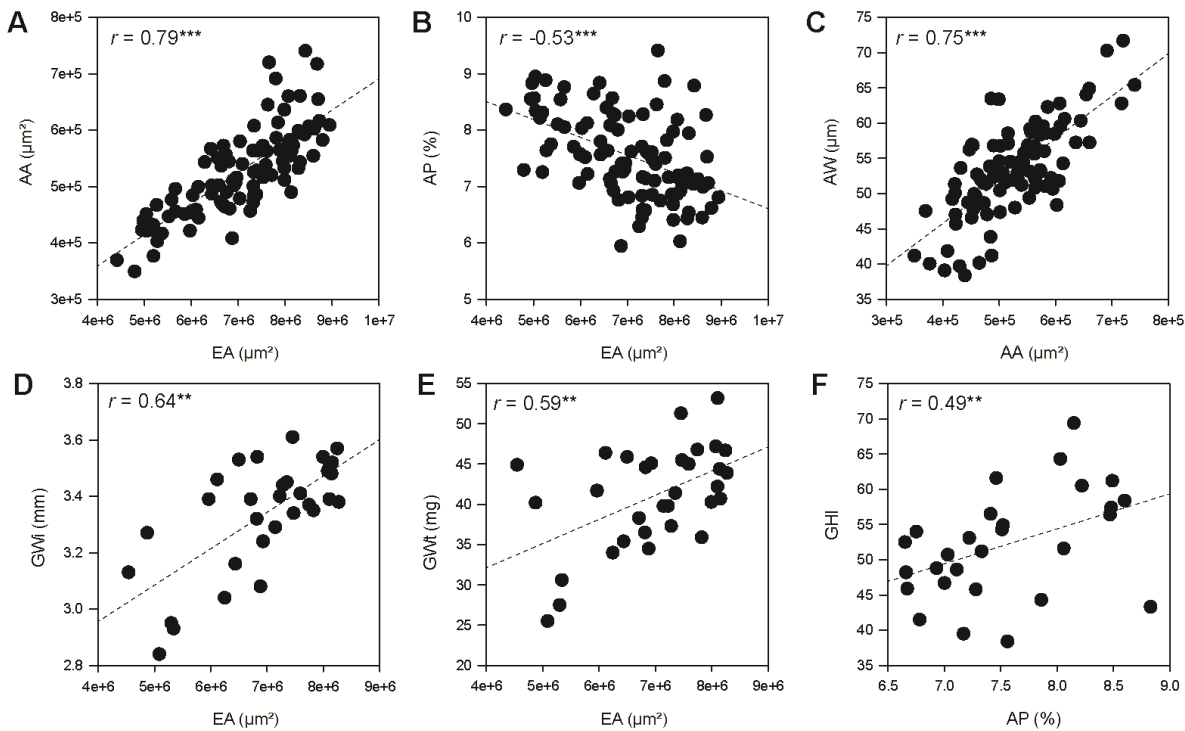 A
r = 0.79***
8e+5
7e+5
6e+5
5e+5
4e+5
3e+5
AA (µm²)
4e+6 5e+6 6e+6 7e+6 8e+6 9e+6 1e+7
EA (µm²)
B
r = -0.53***
10
9
8
7
6
5
AP (%)
4e+6 5e+6 6e+6 7e+6 8e+6 9e+6 1e+7
EA (µm²)
C
r = 0.75***
75
70
65
60
55
50
45
40
35
AW (µm)
3e+5 4e+5 5e+5 6e+5 7e+5 8e+5
AA (µm²)
D
r = 0.64**
3.8
3.6
3.4
3.2
3.0
2.8
GWi (mm)
4e+6 5e+6 6e+6 7e+6 8e+6 9e+6
EA (µm²)
E
r = 0.59**
55
50
45
40
35
30
25
20
GWt (mg)
4e+6 5e+6 6e+6 7e+6 8e+6 9e+6
EA (µm²)
F
r = 0.49**
75
70
65
60
55
50
45
40
35
GHI
6.5 7.0 7.5 8.0 8.5 9.0
AP (%)